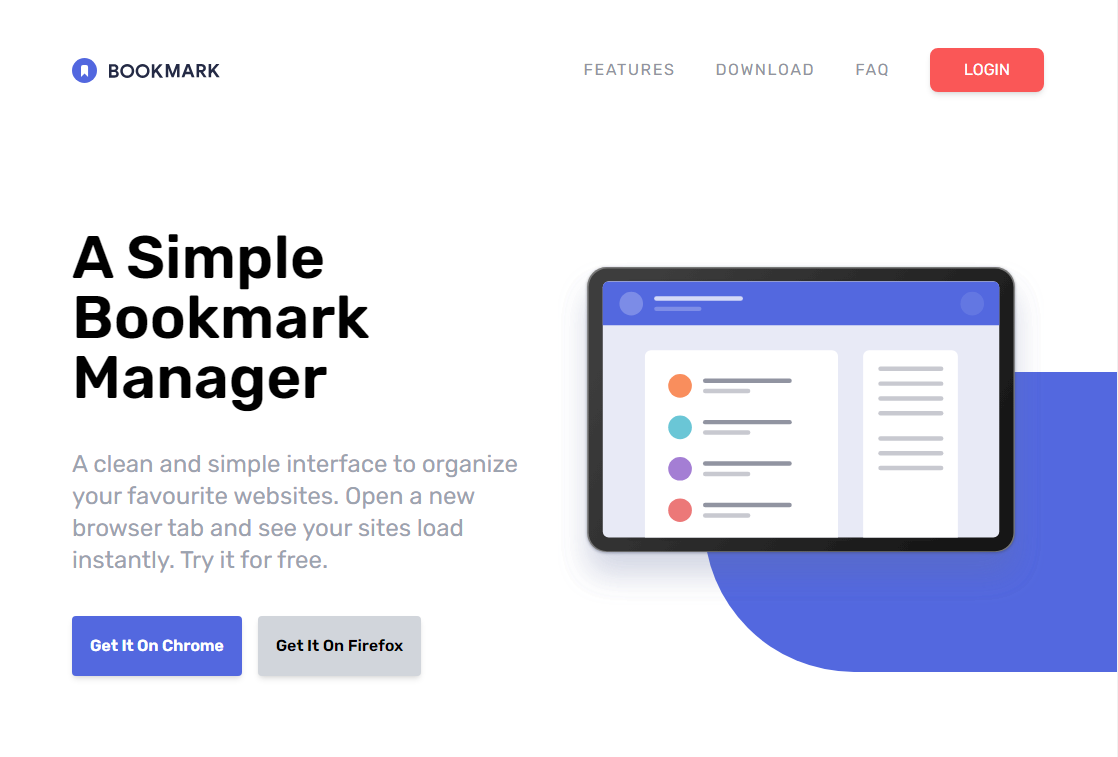 BOOKMARK
FEATURES DOWNLOAD FAQ LOGIN
A Simple
Bookmark
Manager
A clean and simple interface to organize
your favourite websites. Open a new
browser tab and see your sites load
instantly. Try it for free.
Get It On Chrome
Get It On Firefox